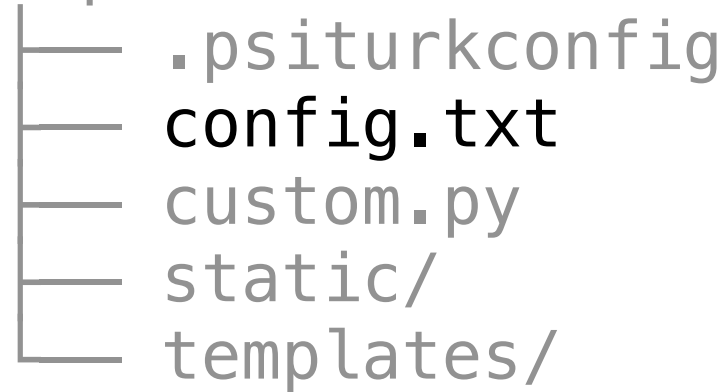 .psiturkconfig
config.txt
custom.py
static/
templates/